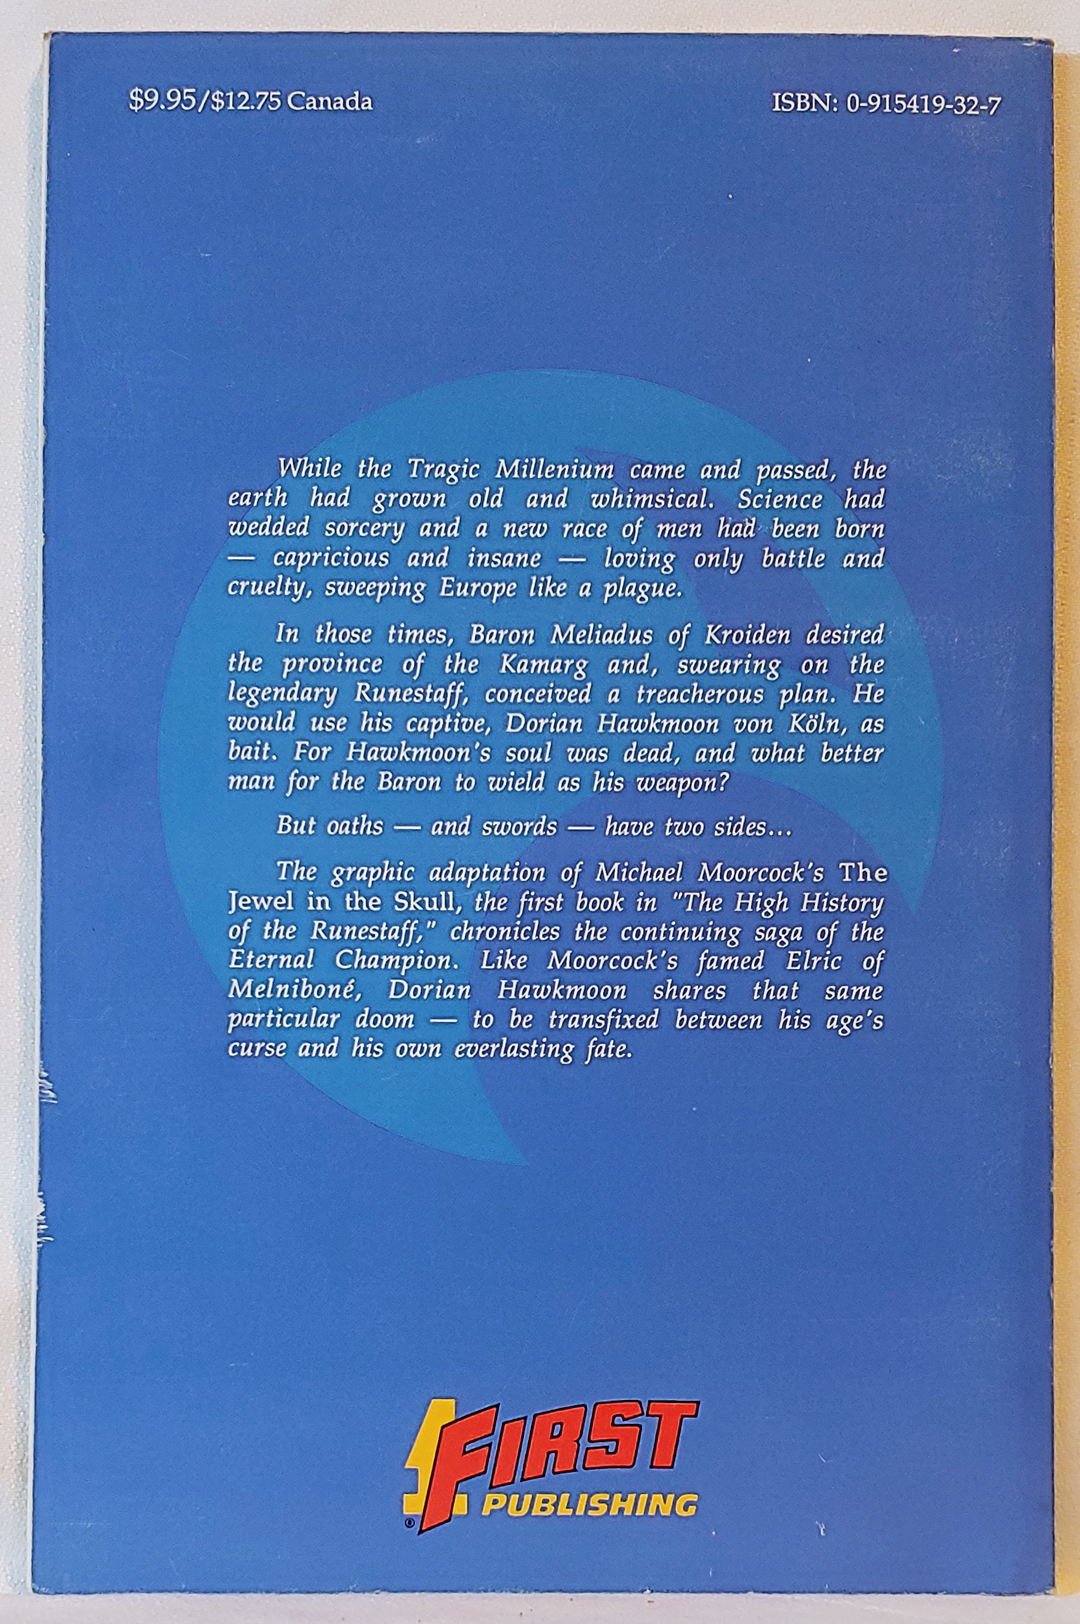 $9.95/$12.75 Canada
ISBN: 0-915419-32-7
While the Tragic Millenium came and passed, the
earth had grown old and whimsical. Science had
wedded sorcery and a new race of men had been born
— capricious and insane — loving only battle and
cruelty, sweeping Europe like a plague.
In those times, Baron Meliadus of Kroiden desired
the province of the Kamarg and, swearing on the
legendary Runestaff, conceived a treacherous plan. He
would use his captive, Dorian Hawkmoon von Köln, as
bait. For Hawkmoon's soul was dead, and what better
man for the Baron to wield as his weapon?
But oaths — and swords — have two sides...
The graphic adaptation of Michael Moorcock's The
Jewel in the Skull, the first book in "The High History
of the Runestaff," chronicles the continuing saga of the
Eternal Champion. Like Moorcock's famed Elric of
Melniboné, Dorian Hawkmoon shares that same
particular doom — to be transfixed between his age's
curse and his own everlasting fate.
1 FIRST
PUBLISHING
®